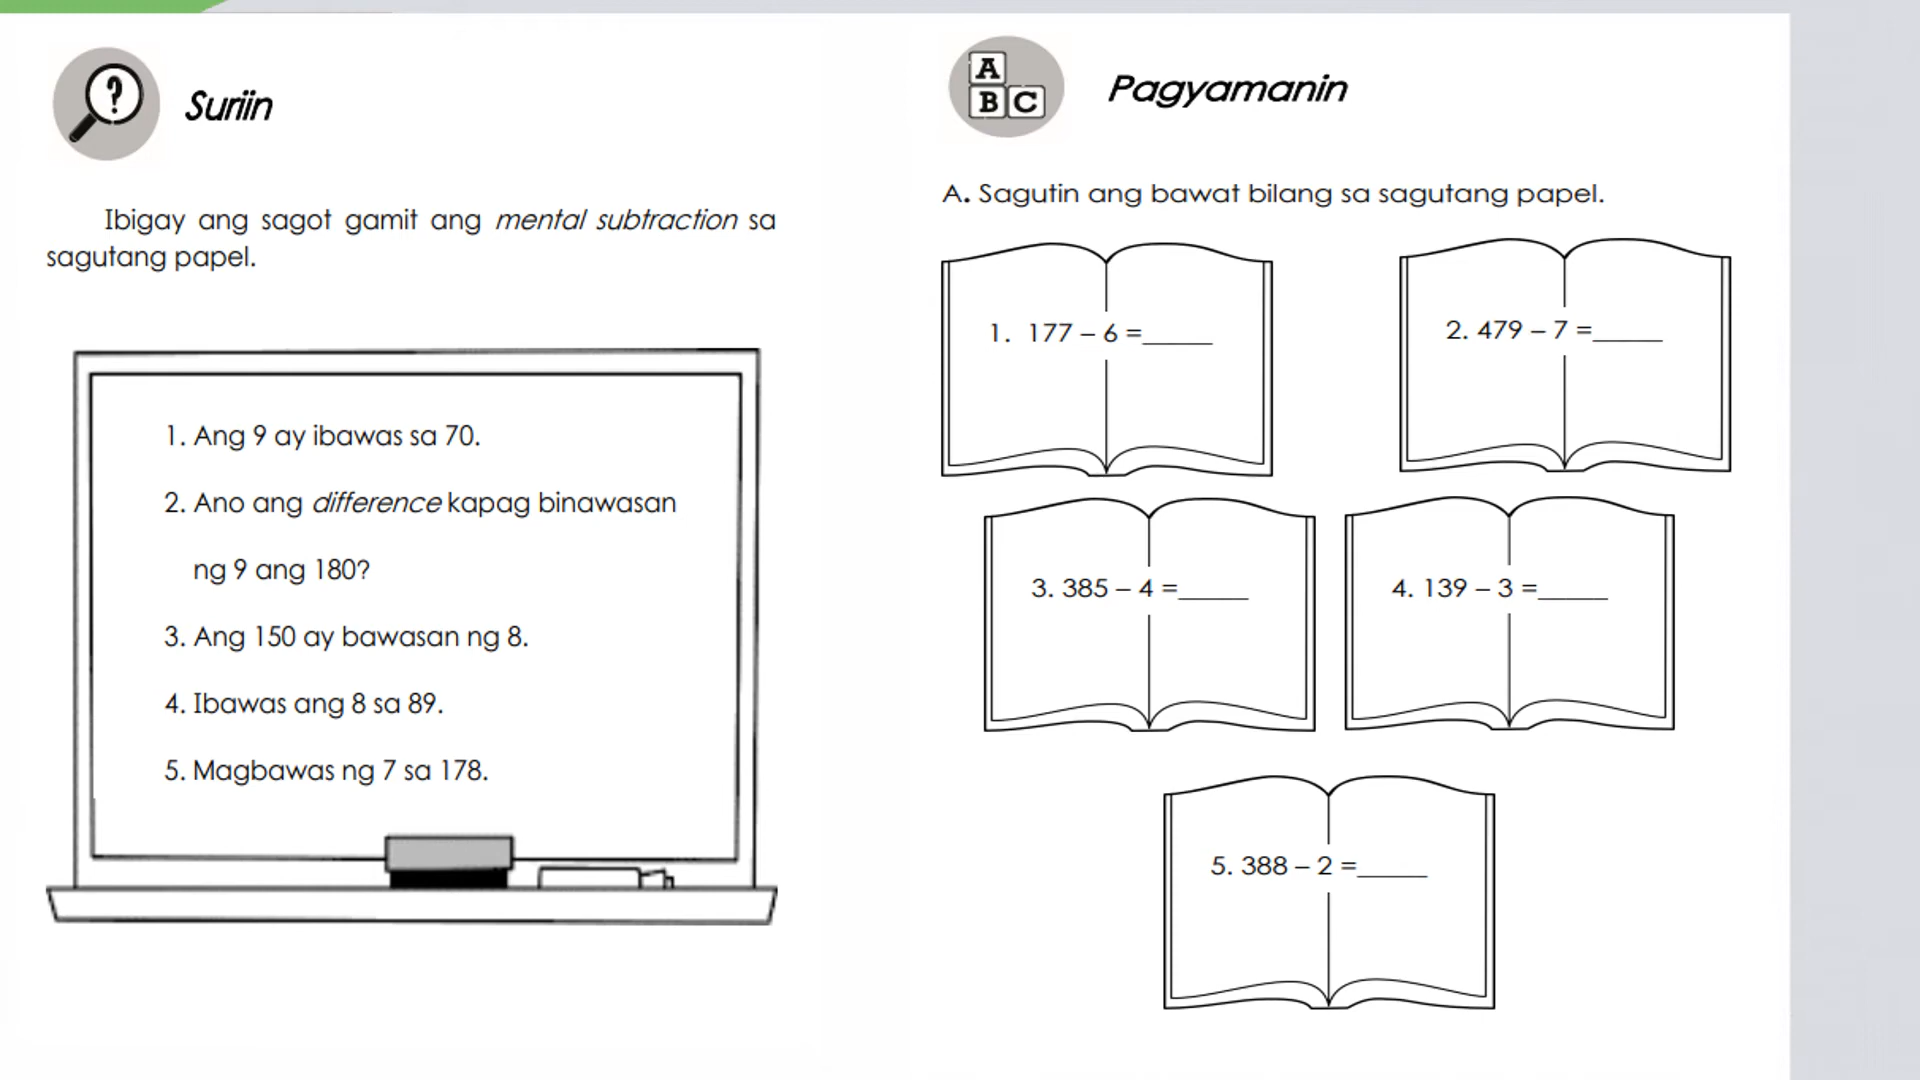 Suriin
Ibigay ang sagot gamit ang mental subtraction sa
sagutang papel.
1. Ang 9 ay ibawas sa 70.
2. Ano ang difference kapag binawasan
ng 9 ang 180?
3. Ang 150 ay bawasan ng 8.
4. Ibawas ang 8 sa 89.
5. Magbawas ng 7 sa 178.
A
B C
Pagyamanin
A. Sagutin ang bawat bilang sa sagutang papel.
1. 177 – 6 =_____
2. 479 – 7 =_____
3. 385 – 4 =_____
4. 139 – 3 =_____
5. 388 – 2 =_____